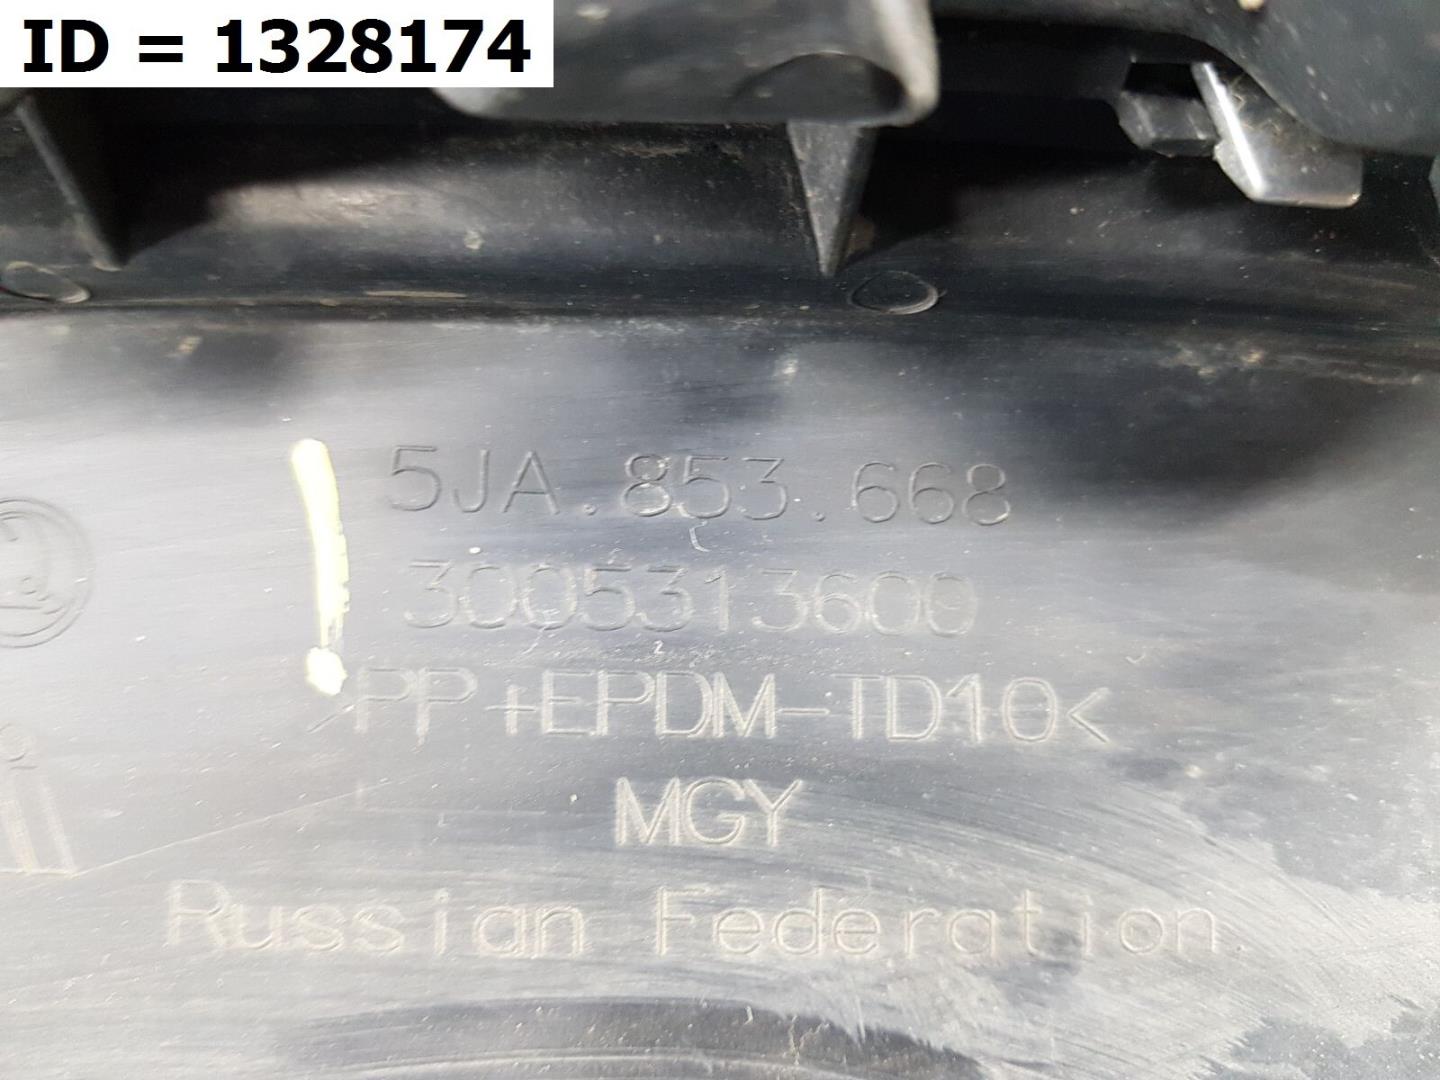 ID = 1328174
5JA.853.668
3005313600
>PP+EPDM-TD10<
MGY
Russian Federation